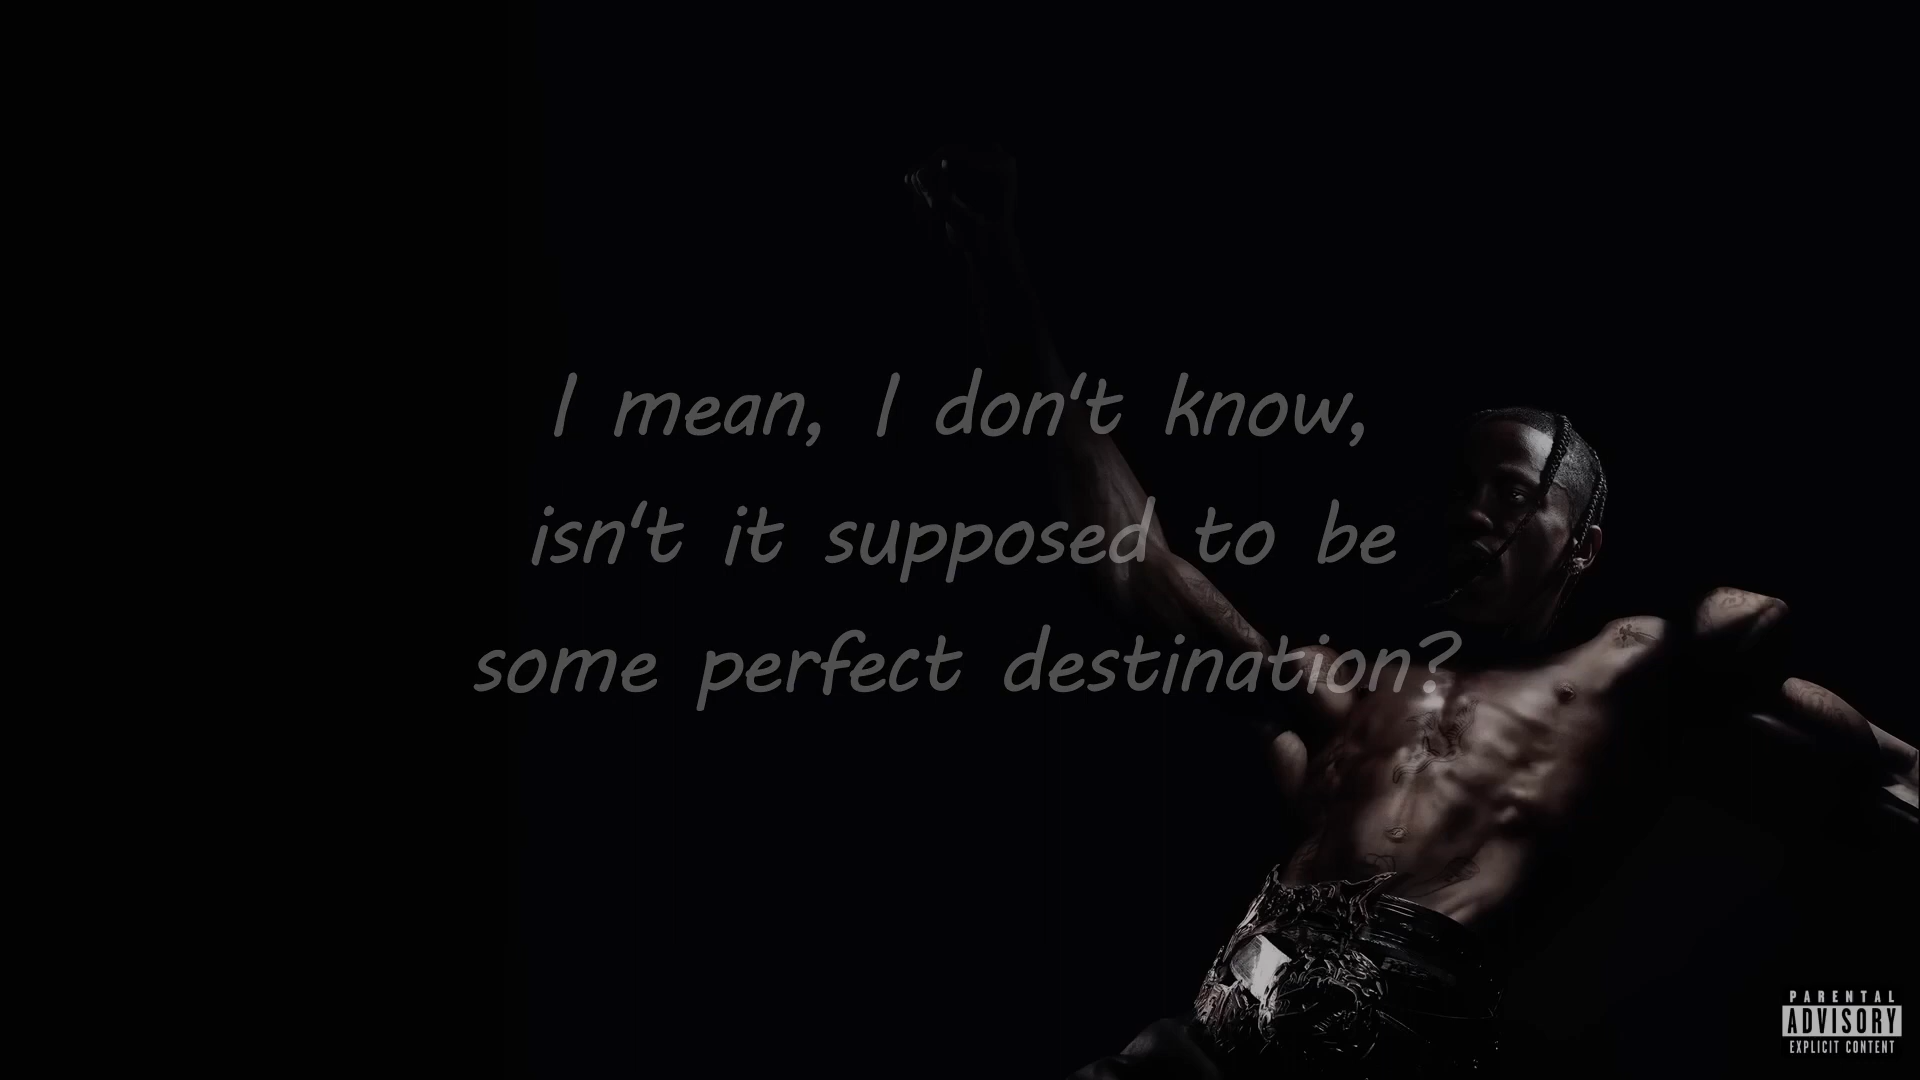 I mean, I don't know,
isn't it supposed to be
some perfect destination?
PARENTAL
ADVISORY
EXPLICIT CONTENT